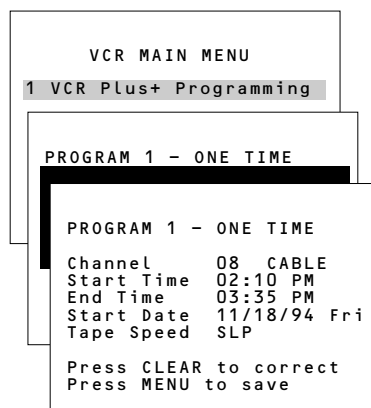 VCR MAIN MENU
1 VCR Plus+ Programming
PROGRAM 1 – ONE TIME
PROGRAM 1 – ONE TIME
Channel 08 CABLE
Start Time 02:10 PM
End Time 03:35 PM
Start Date 11/18/94 Fri
Tape Speed SLP
Press CLEAR to correct
Press MENU to save